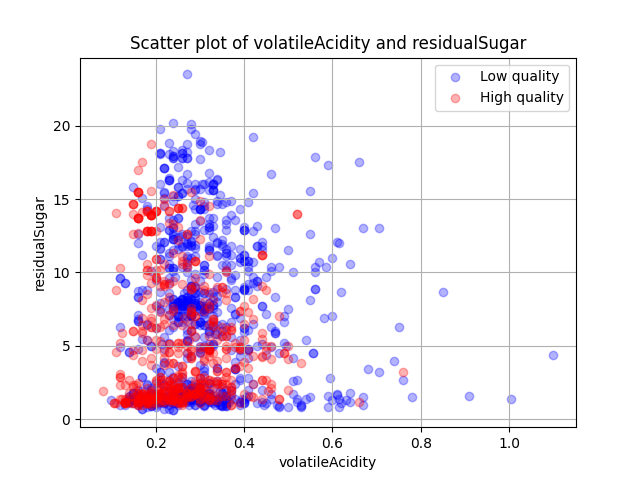 Scatter plot of volatileAcidity and residualSugar
Low quality
High quality
20
15
10
5
0
residualSugar
0.2 0.4 0.6 0.8 1.0
volatileAcidity